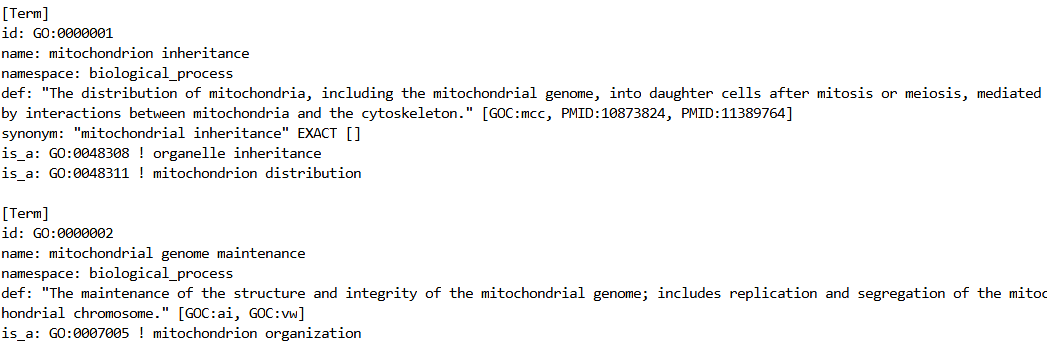 [Term]
id: GO:0000001
name: mitochondrion inheritance
namespace: biological_process
def: "The distribution of mitochondria, including the mitochondrial genome, into daughter cells after mitosis or meiosis, mediated
by interactions between mitochondria and the cytoskeleton." [GOC:mcc, PMID:10873824, PMID:11389764]
synonym: "mitochondrial inheritance" EXACT []
is_a: GO:0048308 ! organelle inheritance
is_a: GO:0048311 ! mitochondrion distribution

[Term]
id: GO:0000002
name: mitochondrial genome maintenance
namespace: biological_process
def: "The maintenance of the structure and integrity of the mitochondrial genome; includes replication and segregation of the mitoc
hondrial chromosome." [GOC:ai, GOC:vw]
is_a: GO:0007005 ! mitochondrion organization